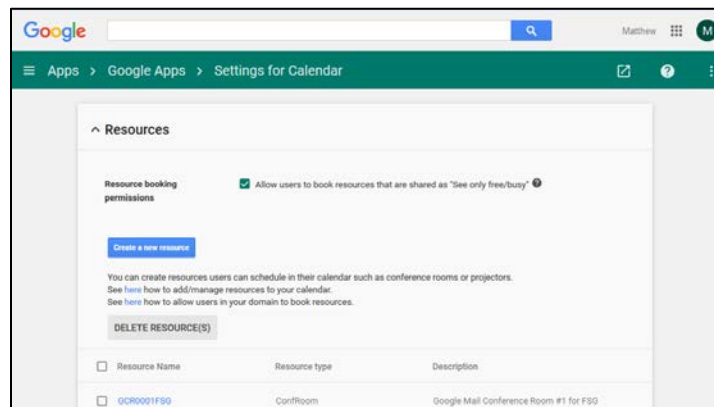 Google
Matthew
M
Apps > Google Apps > Settings for Calendar
Resources
Resource booking permissions
Allow users to book resources that are shared as "See only free/busy"
Create a new resource
You can create resources users can schedule in their calendar such as conference rooms or projectors.
See here how to add/manage resources to your calendar.
See here how to allow users in your domain to book resources.
DELETE RESOURCE(S)
Resource Name Resource type Description
GCR0001FSG ConfRoom Google Mail Conference Room #1 for FSG